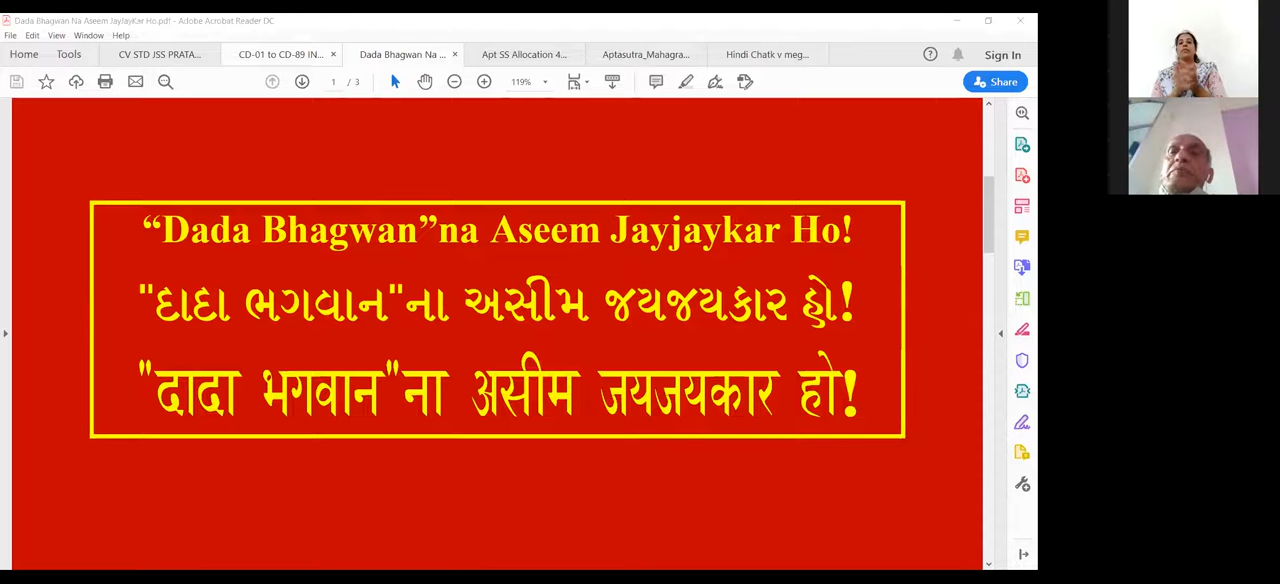 Dada Bhagwan Na Aseem JayJayKar Ho.pdf - Adobe Acrobat Reader DC
File Edit View Window Help
Home Tools CV STD JSS PRATA... CD-01 to CD-89 IN... × Dada Bhagwan Na ... × Apt SS Allocation 4... Aptasutra_Mahagra... Hindi Chatk v meg... Sign In
1 / 3 119% Share
“Dada Bhagwan”na Aseem Jayjaykar Ho!
"દાદા ભગવાન"ના અસીમ જયજયકાર હો!
"दादा भगवान"ना असीम जयजयकार हो!